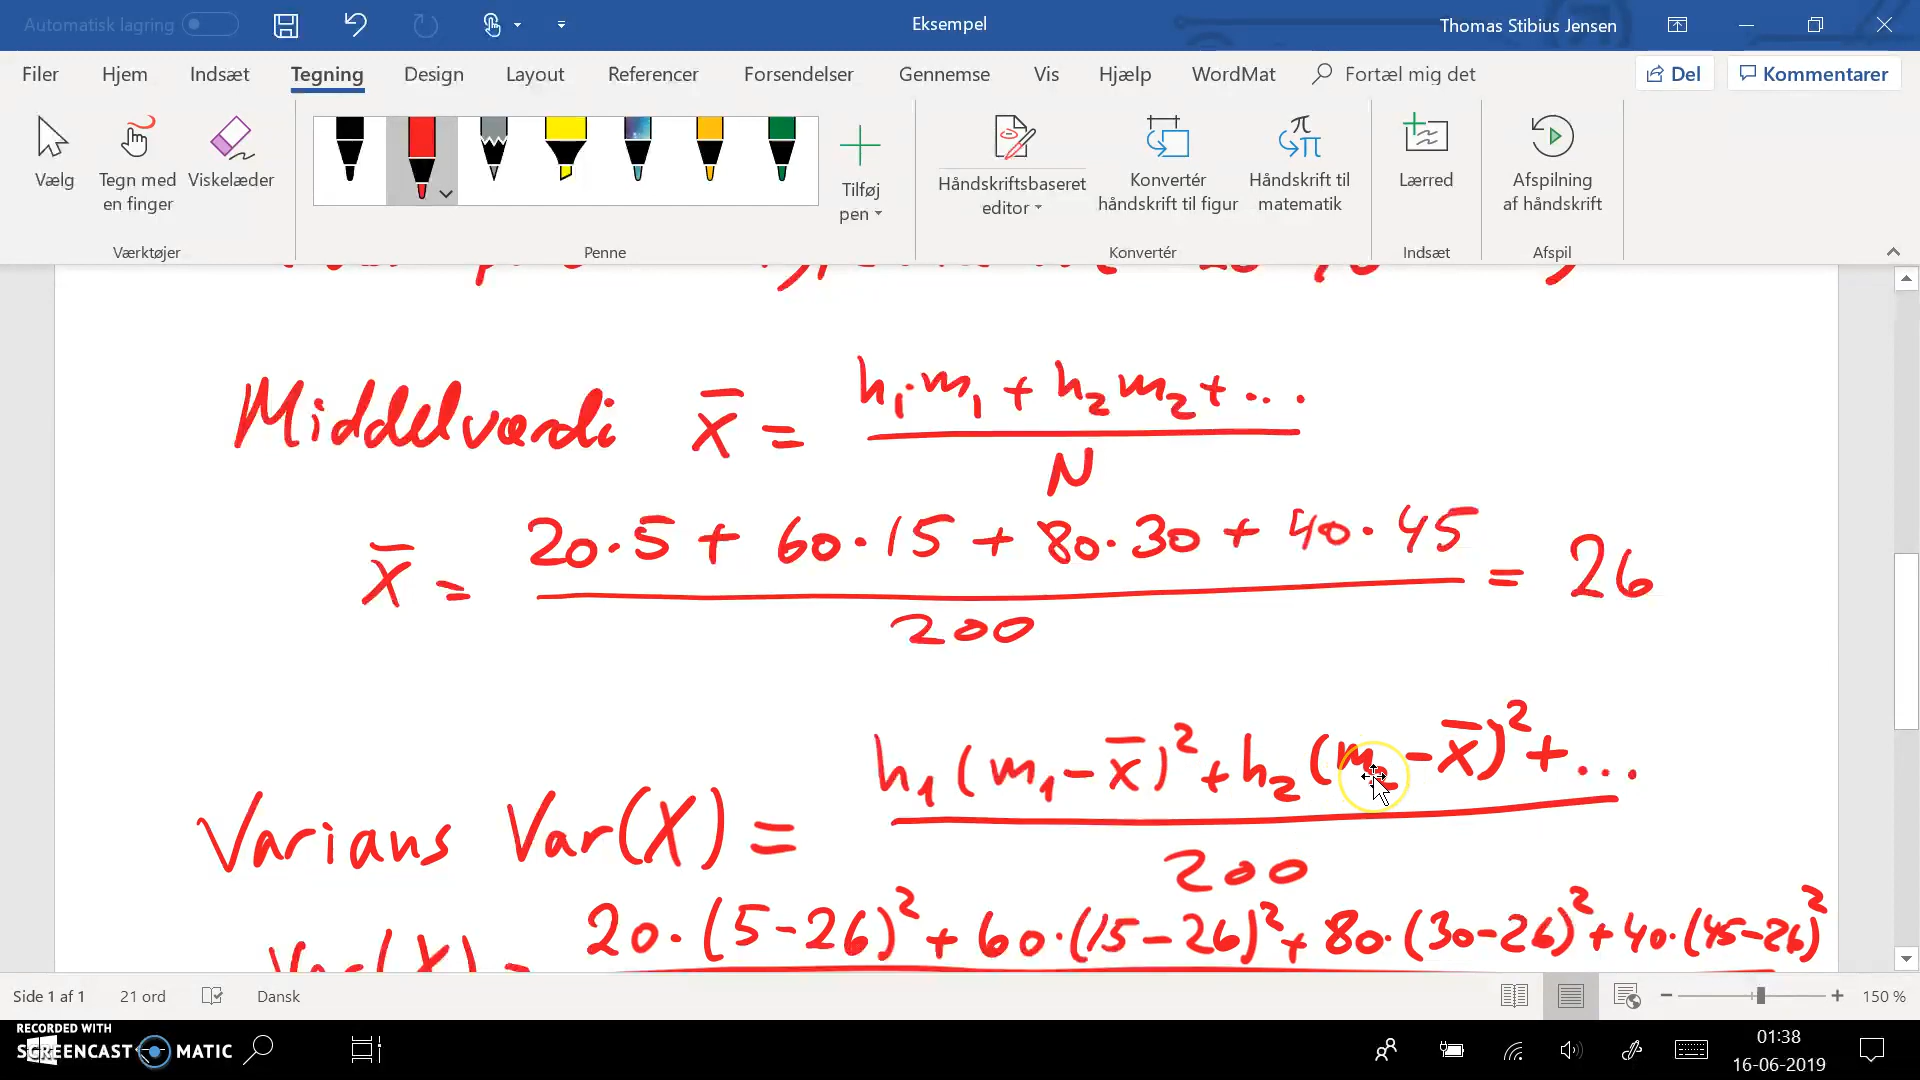 Automatisk lagring Eksempel Thomas Stibius Jensen
Filer Hjem Indsæt Tegning Design Layout Referencer Forsendelser Gennemse Vis Hjælp WordMat Fortæl mig det Del Kommentarer
Vælg Tegn med en finger Viskelæder Tilføj pen Håndskriftsbaseret editor Konvertér håndskrift til figur Håndskrift til matematik Lærred Afspilning af håndskrift
Værktøjer Penne Konvertér Indsæt Afspil
Middelværdi x̄ = (h₁·m₁ + h₂m₂ + ...) / N
x̄ = (20·5 + 60·15 + 80·30 + 40·45) / 200 = 26
Varians Var(X) = (h₁(m₁-x̄)² + h₂(m₂-x̄)² + ...) / 200
Var(X) = 20·(5-26)² + 60·(15-26)² + 80·(30-26)² + 40·(45-26)²
Side 1 af 1 21 ord Dansk 150 %
RECORDED WITH
SCREENCAST MATIC
01:38
16-06-2019